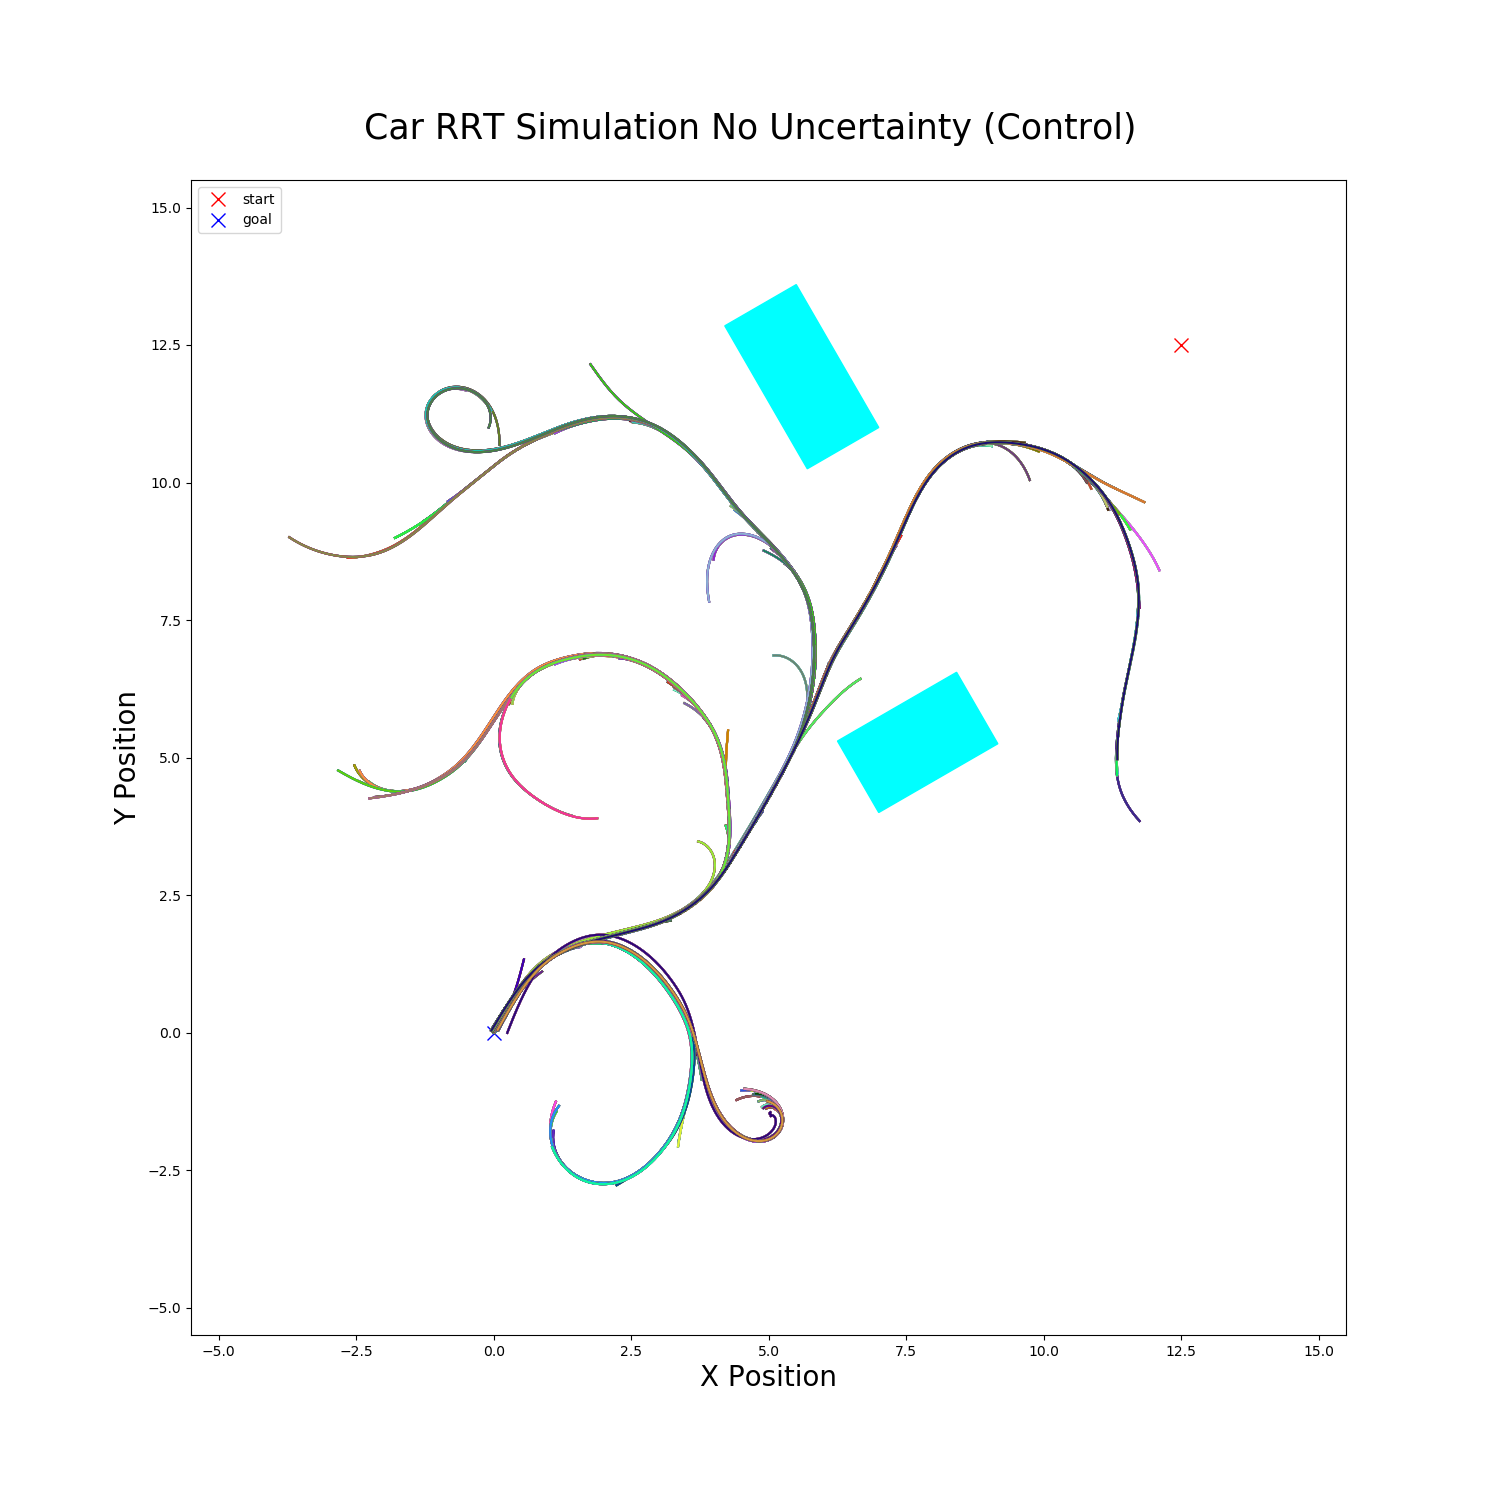 Car RRT Simulation No Uncertainty (Control)
start
goal
15.0
12.5
10.0
7.5
5.0
2.5
0.0
−2.5
−5.0
Y Position
−5.0 −2.5 0.0 2.5 5.0 7.5 10.0 12.5 15.0
X Position